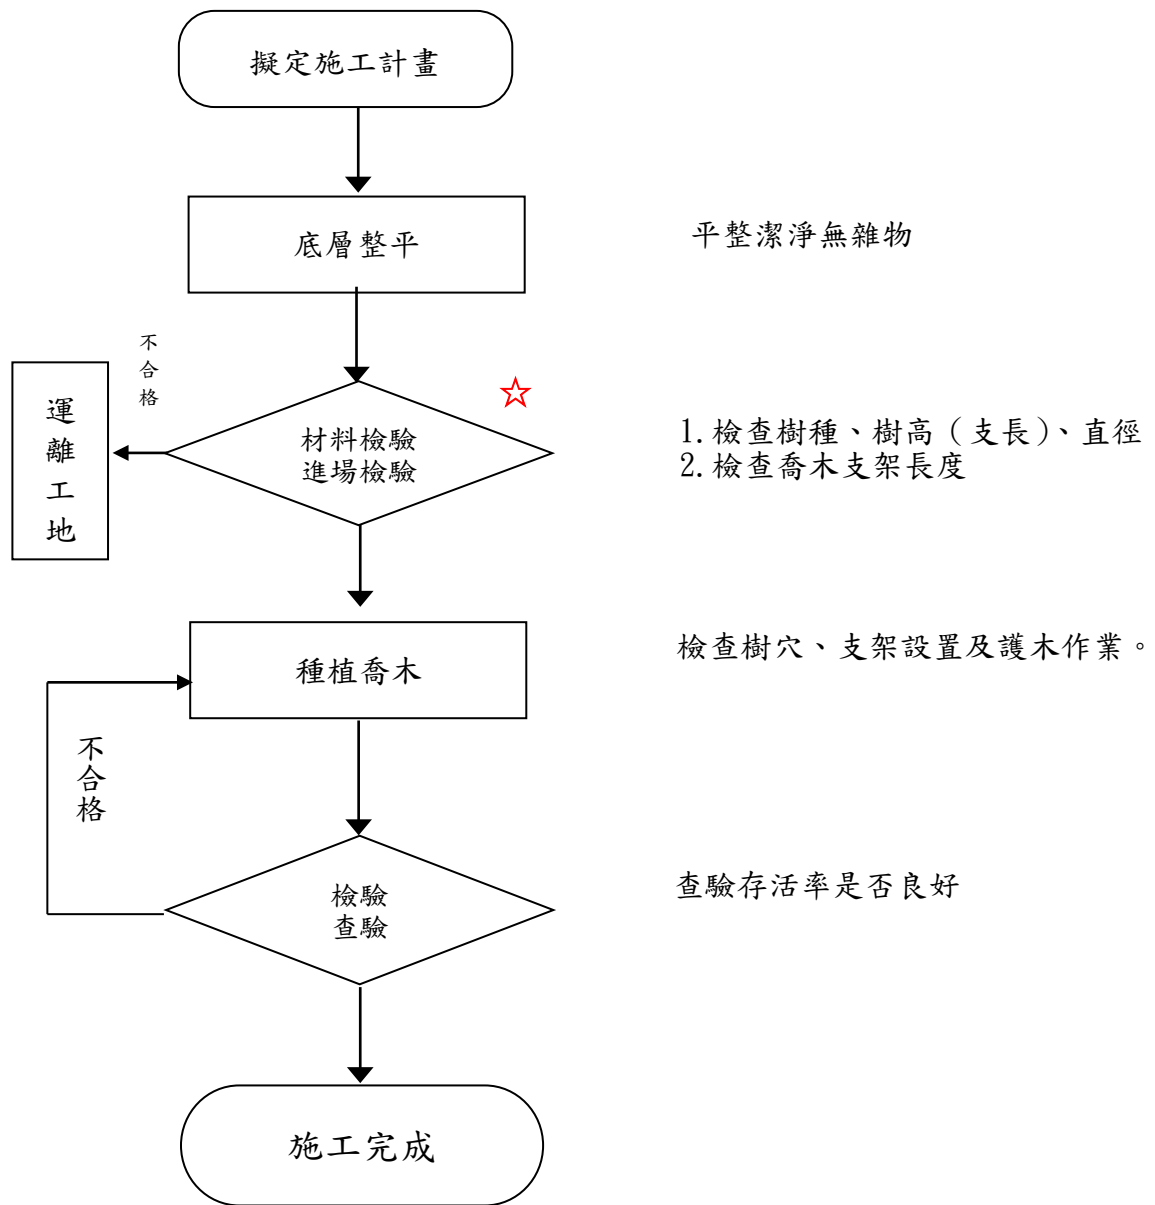 擬定施工計畫
底層整平
平整潔淨無雜物
不合格
運離工地
材料檢驗
進場檢驗
1.檢查樹種、樹高（支長）、直徑
2.檢查喬木支架長度
種植喬木
檢查樹穴、支架設置及護木作業。
不合格
檢驗
查驗
查驗存活率是否良好
施工完成